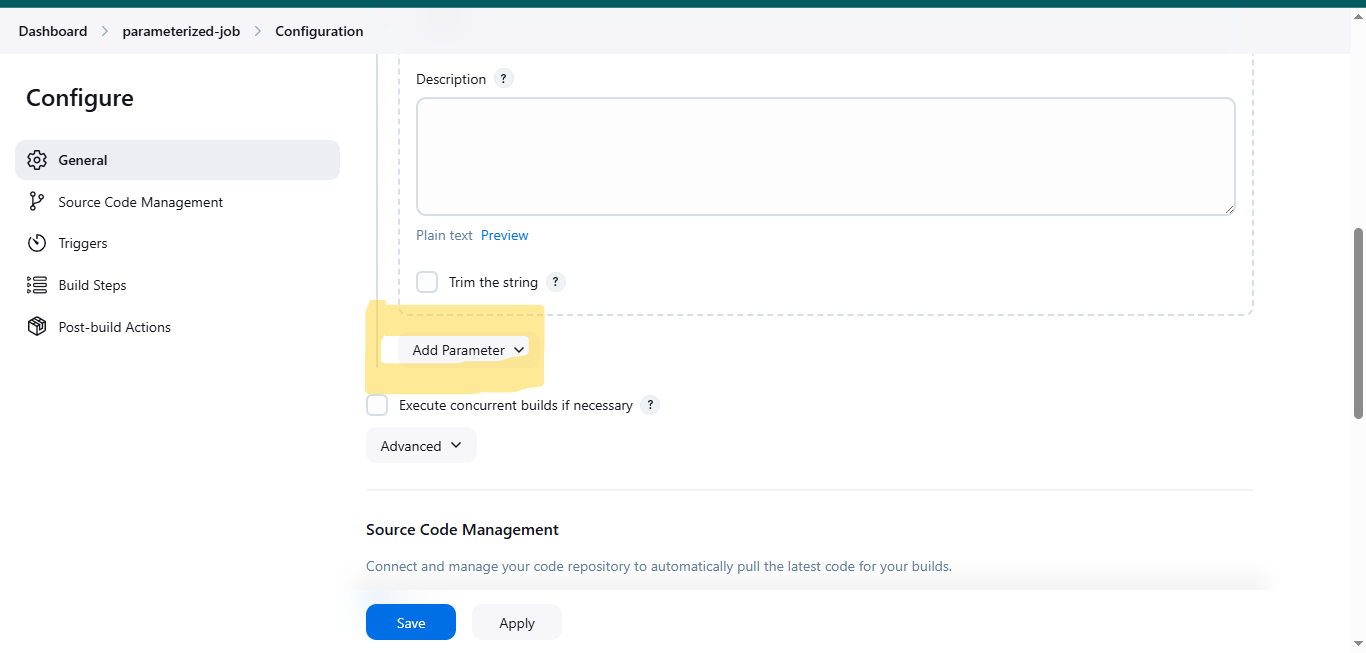 Dashboard > parameterized-job > Configuration
Configure
General
Source Code Management
Triggers
Build Steps
Post-build Actions
Description ?
Plain text Preview
Trim the string ?
Add Parameter
Execute concurrent builds if necessary ?
Advanced
Source Code Management
Connect and manage your code repository to automatically pull the latest code for your builds.
Save Apply